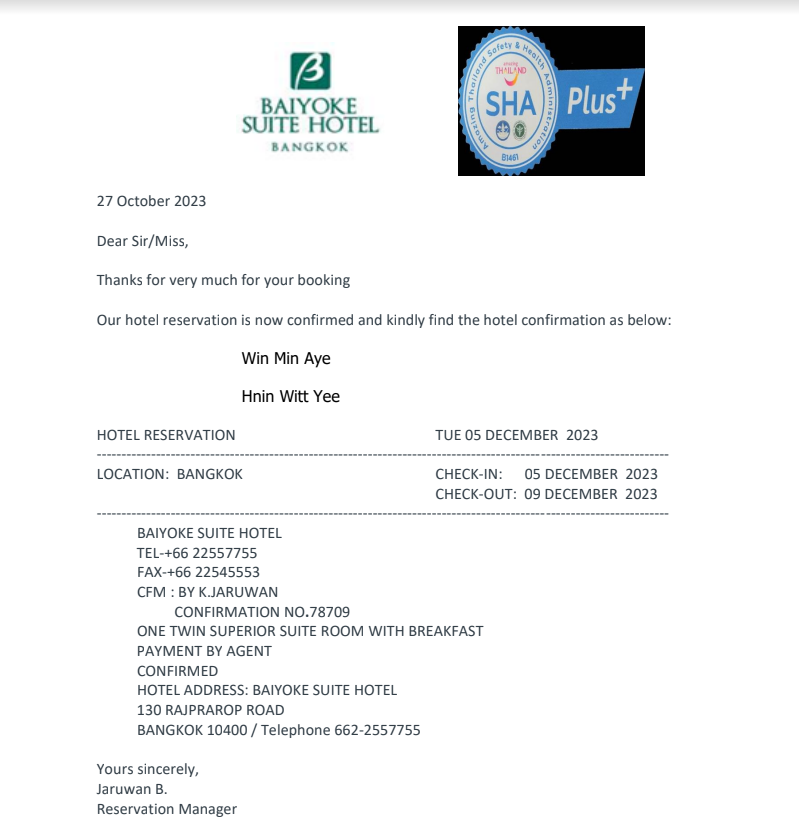 BAIYOKE
SUITE HOTEL
BANGKOK
Amazing Thailand Safety & Health Administration
amazing
THAILAND
SHA
Plus+
B1461
27 October 2023
Dear Sir/Miss,
Thanks for very much for your booking
Our hotel reservation is now confirmed and kindly find the hotel confirmation as below:
Win Min Aye
Hnin Witt Yee
HOTEL RESERVATION TUE 05 DECEMBER 2023
LOCATION: BANGKOK CHECK-IN: 05 DECEMBER 2023
CHECK-OUT: 09 DECEMBER 2023
BAIYOKE SUITE HOTEL
TEL-+66 22557755
FAX-+66 22545553
CFM : BY K.JARUWAN
CONFIRMATION NO.78709
ONE TWIN SUPERIOR SUITE ROOM WITH BREAKFAST
PAYMENT BY AGENT
CONFIRMED
HOTEL ADDRESS: BAIYOKE SUITE HOTEL
130 RAJPRAROP ROAD
BANGKOK 10400 / Telephone 662-2557755
Yours sincerely,
Jaruwan B.
Reservation Manager